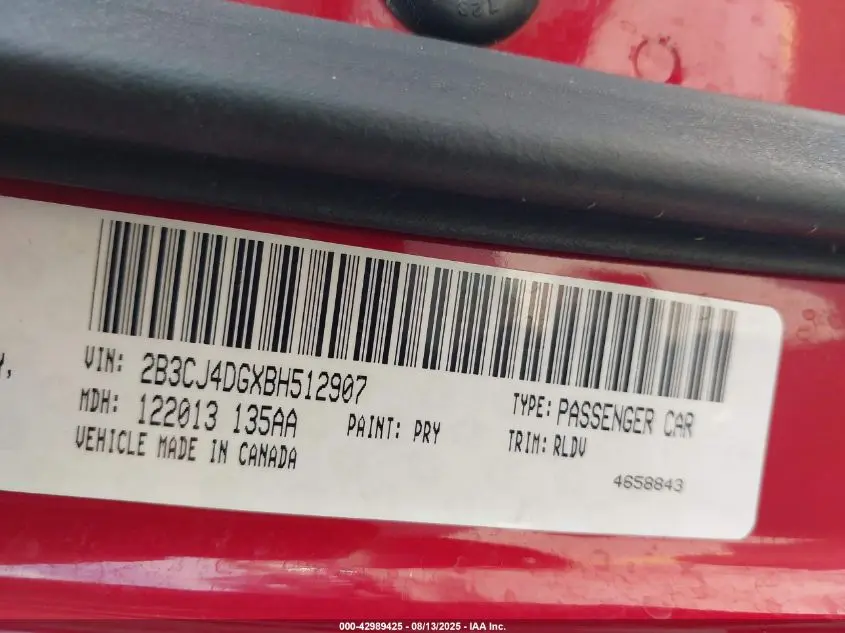 123
Y,
VIN: 2B3CJ4DGXBH512907
MDH: 122013 135AA
PAINT: PRY
TYPE: PASSENGER CAR
VEHICLE MADE IN CANADA
TRIM: RLDV
4658843
000-42989425 - 08/13/2025 - IAA Inc.